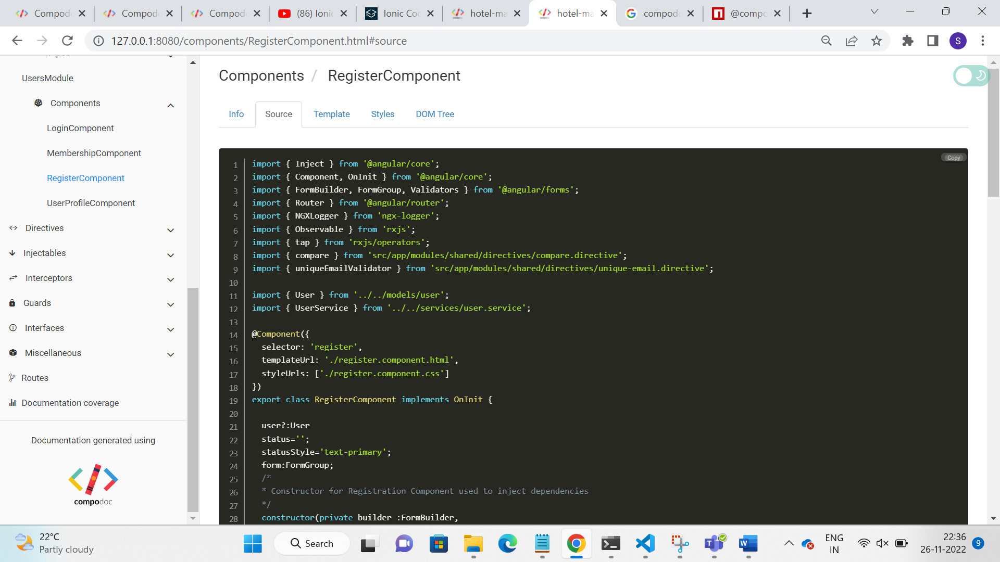 Compod
Compod
Compod
(86) Ionic
Ionic Coc
hotel-ma
hotel-ma
compodo
@compo
127.0.0.1:8080/components/RegisterComponent.html#source
S
UsersModule
Components
LoginComponent
MembershipComponent
RegisterComponent
UserProfileComponent
Directives
Injectables
Interceptors
Guards
Interfaces
Miscellaneous
Routes
Documentation coverage
Documentation generated using
compodoc
Components / RegisterComponent
Info Source Template Styles DOM Tree
Copy
1 import { Inject } from '@angular/core';
2 import { Component, OnInit } from '@angular/core';
3 import { FormBuilder, FormGroup, Validators } from '@angular/forms';
4 import { Router } from '@angular/router';
5 import { NGXLogger } from 'ngx-logger';
6 import { Observable } from 'rxjs';
7 import { tap } from 'rxjs/operators';
8 import { compare } from 'src/app/modules/shared/directives/compare.directive';
9 import { uniqueEmailValidator } from 'src/app/modules/shared/directives/unique-email.directive';
10
11 import { User } from '../../models/user';
12 import { UserService } from '../../services/user.service';
13
14 @Component({
15 selector: 'register',
16 templateUrl: './register.component.html',
17 styleUrls: ['./register.component.css']
18 })
19 export class RegisterComponent implements OnInit {
20
21 user?:User
22 status='';
23 statusStyle='text-primary';
24 form:FormGroup;
25 /*
26 * Constructor for Registration Component used to inject dependencies
27 */
28 constructor(private builder :FormBuilder,
22°C
Partly cloudy
Search
ENG
IN
22:36
26-11-2022
9